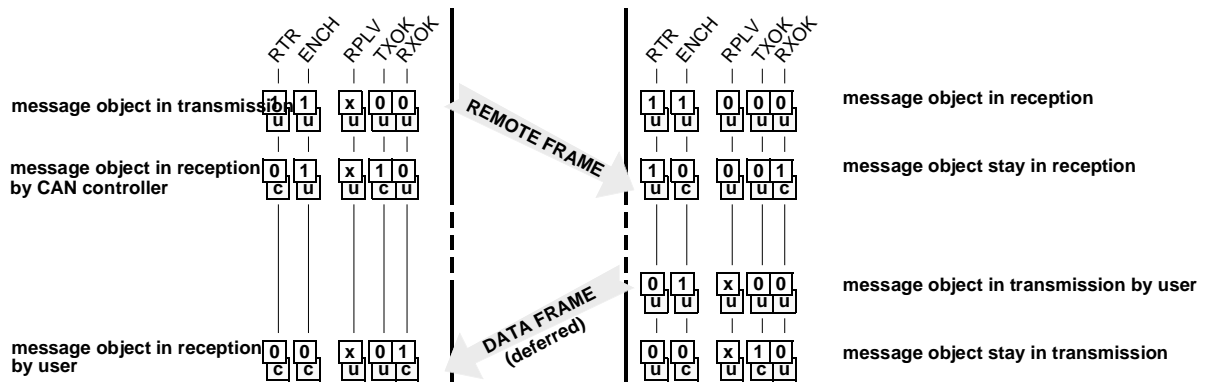 RTR ENCH RPLV TXOK RXOK
RTR ENCH RPLV TXOK RXOK
message object in transmission
1 1 x 0 0
u u u u u
REMOTE FRAME
1 1 0 0 0
u u u u u
message object in reception
message object in reception
by CAN controller
0 1 x 1 0
c u u c u
1 0 0 0 1
u c u u c
message object stay in reception
0 1 x 0 0
u u u u u
message object in transmission by user
DATA FRAME
(deferred)
message object in reception
by user
0 0 x 0 1
c c u u c
0 0 x 1 0
u c u c u
message object stay in transmission